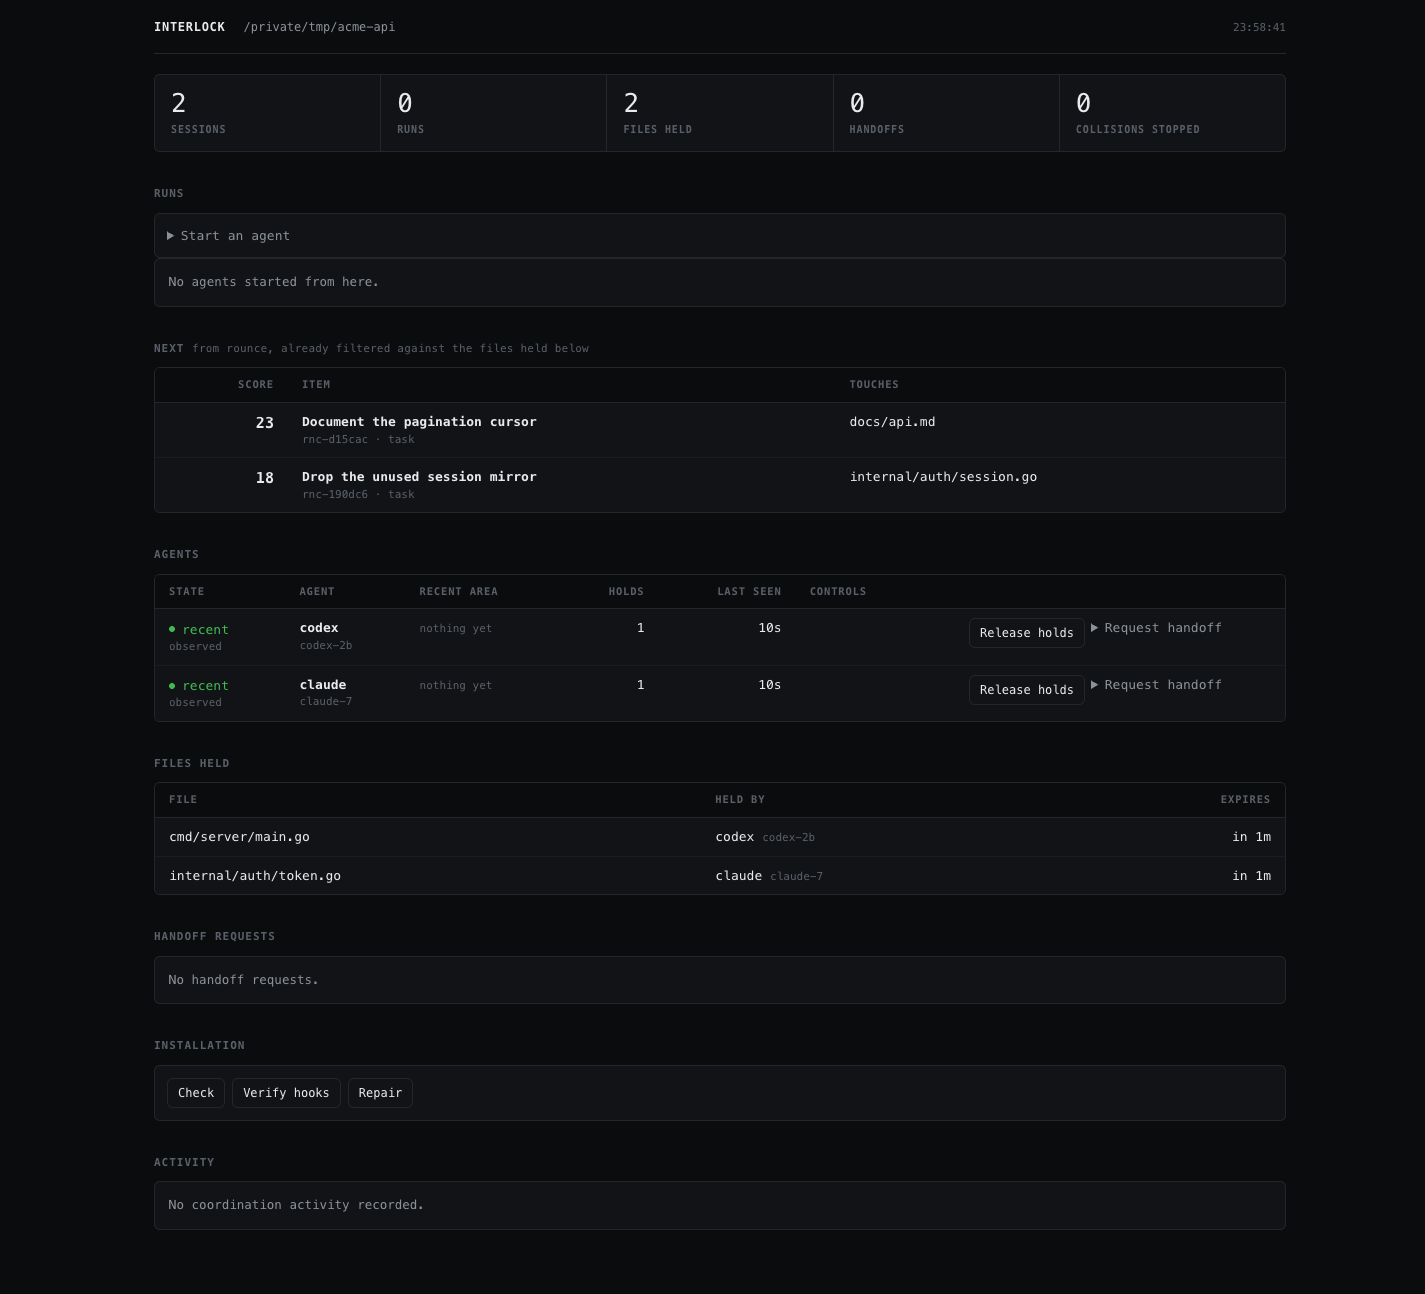 INTERLOCK /private/tmp/acme-api 23:58:41
2 0 2 0 0
SESSIONS RUNS FILES HELD HANDOFFS COLLISIONS STOPPED
RUNS
▶ Start an agent
No agents started from here.
NEXT from rounce, already filtered against the files held below
SCORE ITEM TOUCHES
23 Document the pagination cursor docs/api.md
rnc-d15cac · task
18 Drop the unused session mirror internal/auth/session.go
rnc-190dc6 · task
AGENTS
STATE AGENT RECENT AREA HOLDS LAST SEEN CONTROLS
● recent codex nothing yet 1 10s Release holds ▶ Request handoff
observed codex-2b
● recent claude nothing yet 1 10s Release holds ▶ Request handoff
observed claude-7
FILES HELD
FILE HELD BY EXPIRES
cmd/server/main.go codex codex-2b in 1m
internal/auth/token.go claude claude-7 in 1m
HANDOFF REQUESTS
No handoff requests.
INSTALLATION
Check Verify hooks Repair
ACTIVITY
No coordination activity recorded.